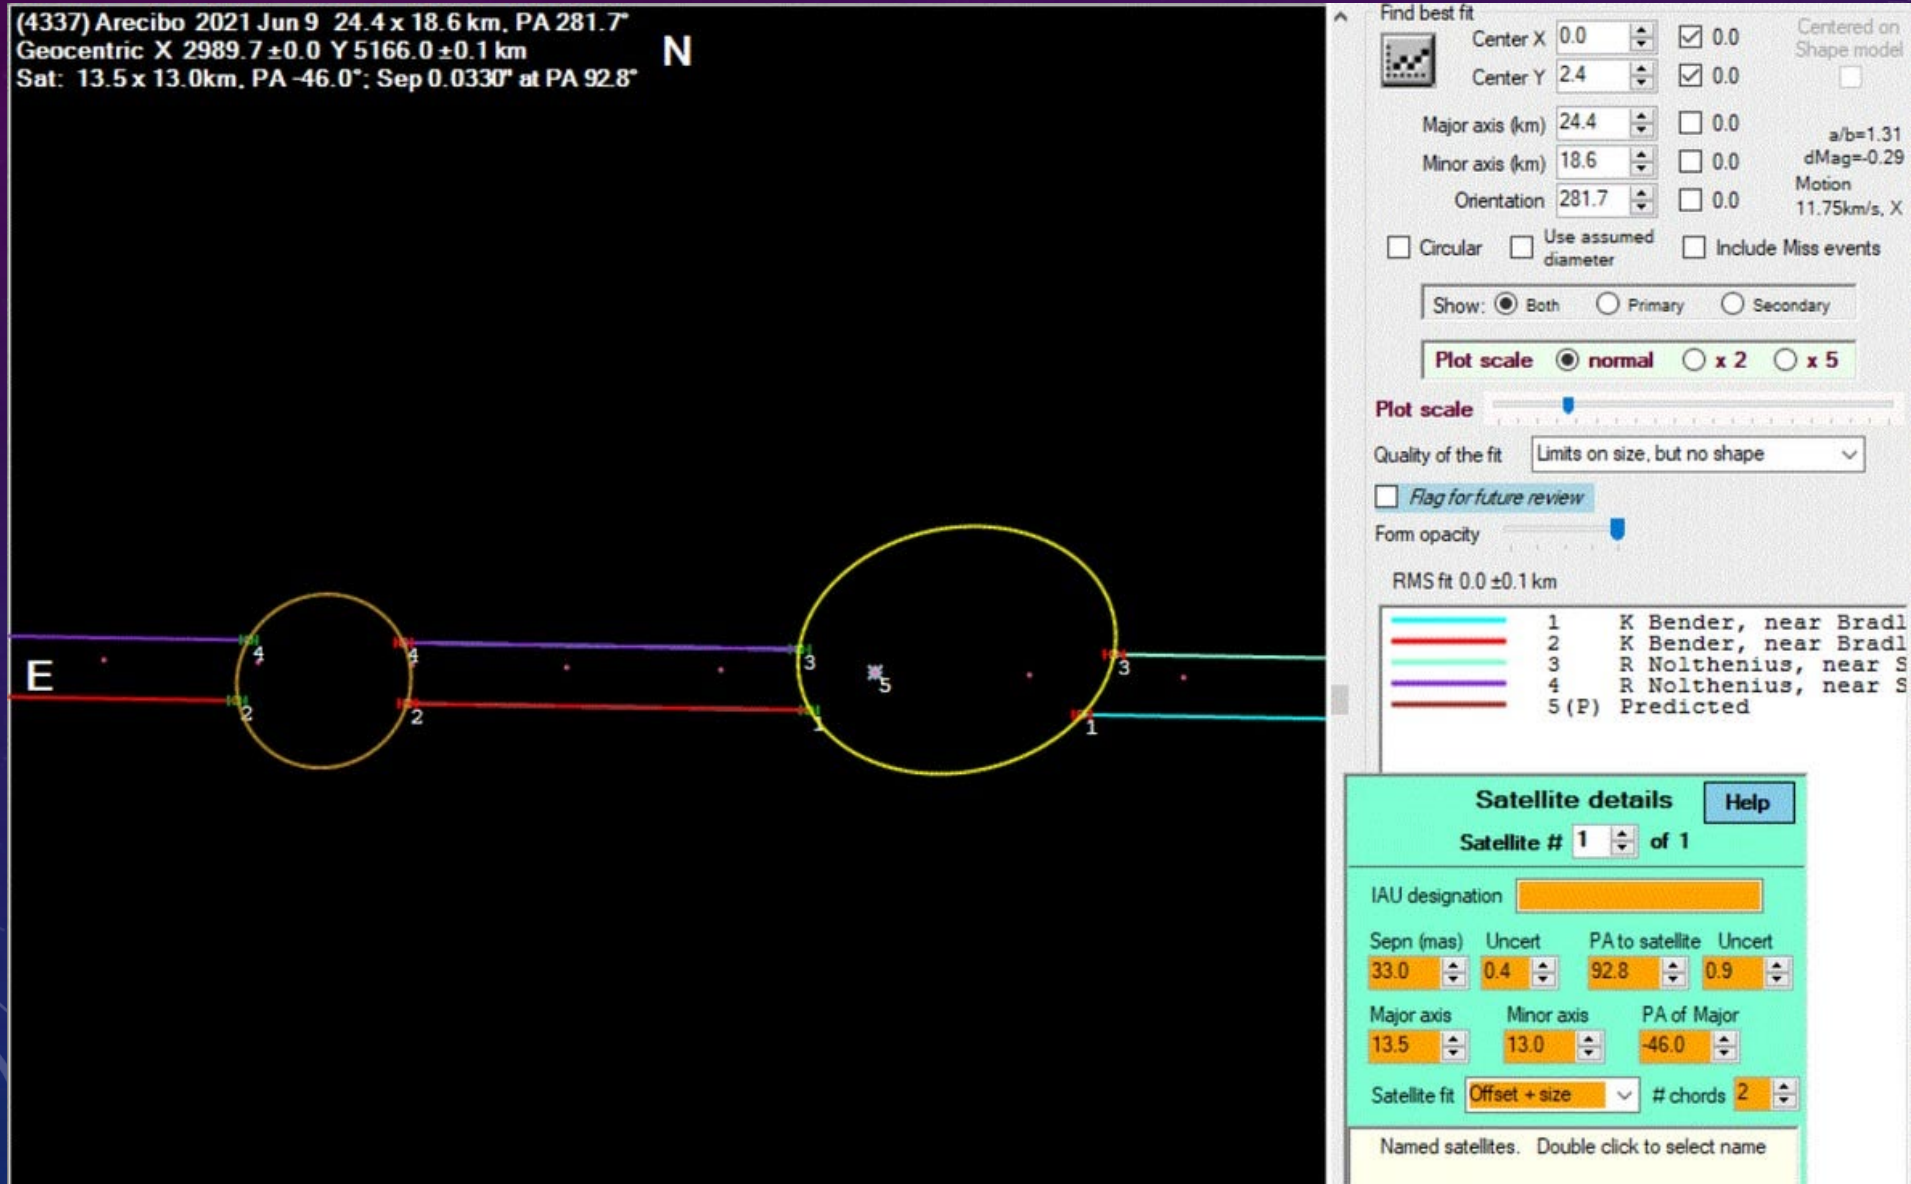 (4337) Arecibo 2021 Jun 9 24.4 x 18.6 km, PA 281.7°
Geocentric X 2989.7 ±0.0 Y 5166.0 ±0.1 km
Sat: 13.5 x 13.0km, PA -46.0°: Sep 0.0330" at PA 92.8°
N
E
4
4
2
2
3
3
1
1
5
Find best fit
Center X 0.0 0.0
Centered on
Shape model
Center Y 2.4 0.0
Major axis (km) 24.4 0.0
a/b=1.31
Minor axis (km) 18.6 0.0
dMag=-0.29
Orientation 281.7 0.0
Motion
11.75km/s, X
Circular
Use assumed
diameter
Include Miss events
Show: Both Primary Secondary
Plot scale normal x 2 x 5
Plot scale
Quality of the fit Limits on size, but no shape
Flag for future review
Form opacity
RMS fit 0.0 ±0.1 km
1 K Bender, near Bradl
2 K Bender, near Bradl
3 R Nolthenius, near S
4 R Nolthenius, near S
5 (P) Predicted
Satellite details Help
Satellite # 1 of 1
IAU designation
Sepn (mas) Uncert PA to satellite Uncert
33.0 0.4 92.8 0.9
Major axis Minor axis PA of Major
13.5 13.0 -46.0
Satellite fit Offset + size # chords 2
Named satellites. Double click to select name